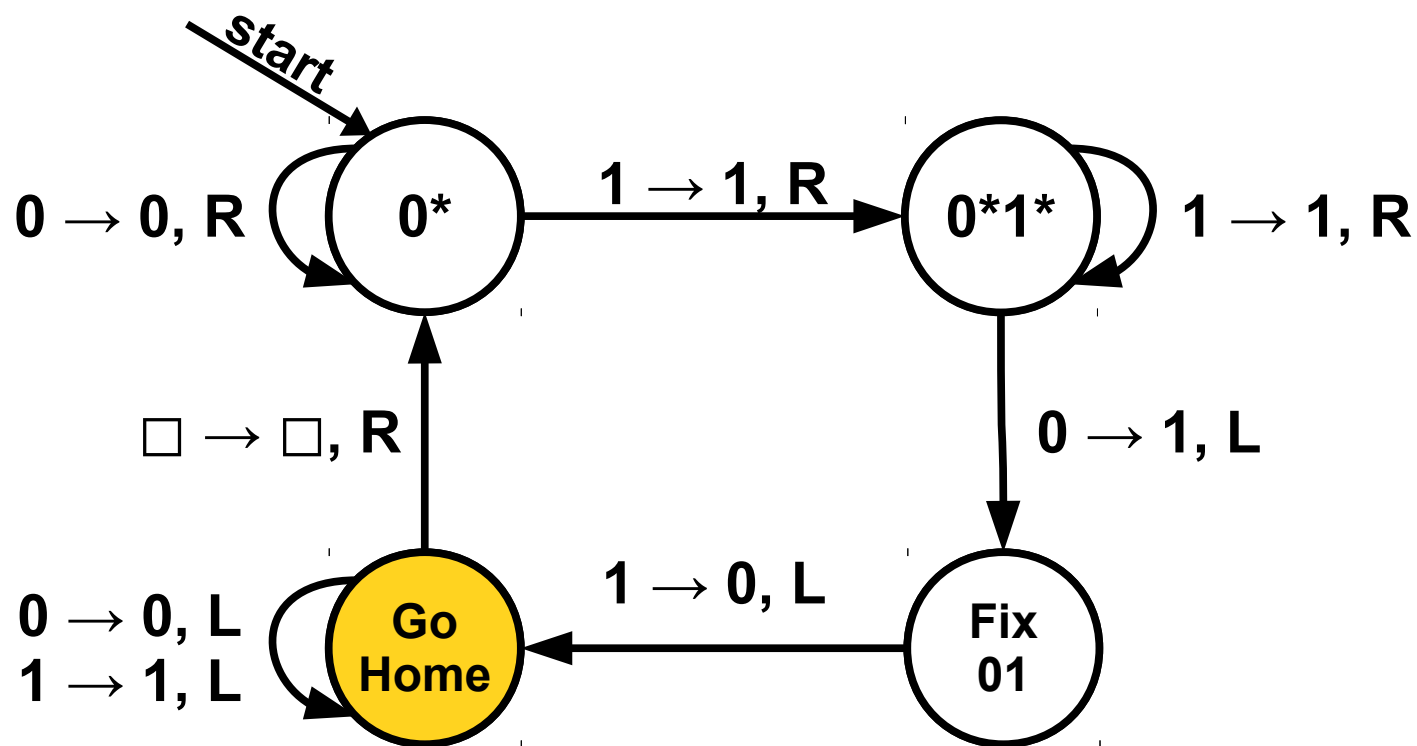 start
0 → 0, R
0*
1 → 1, R
0*1*
1 → 1, R
□ → □, R
0 → 1, L
0 → 0, L
1 → 1, L
Go
Home
1 → 0, L
Fix
01